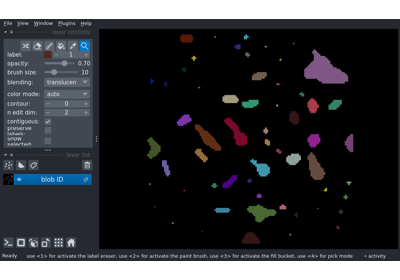 File View Window Plugins Help
layer controls
label: 1
opacity: 0.70
brush size: 10
blending: translucen
color mode: auto
contour: 0
n edit dim: 2
contiguous:
preserve labels:
show selected:
layer list
blob ID
Ready use <1> for activate the label eraser, use <2> for activate the paint brush, use <3> for activate the fill bucket, use <4> for pick mode activity